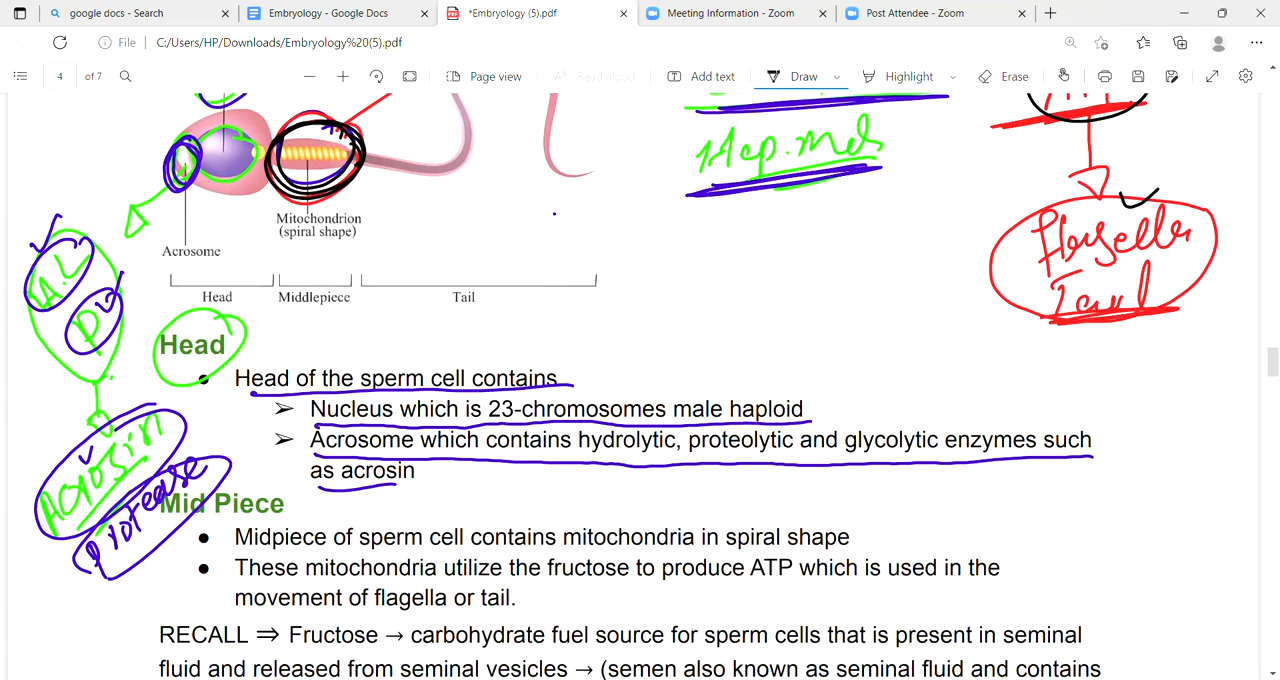 google docs - Search
Embryology - Google Docs
*Embryology (5).pdf
Meeting Information - Zoom
Post Attendee - Zoom
File
C:/Users/HP/Downloads/Embryology%20(5).pdf
4 of 7
Page view
Read aloud
Add text
Draw
Highlight
Erase
Mitochondrion
(spiral shape)
Acrosome
Head
Middlepiece
Tail
Head
Head of the sperm cell contains
Nucleus which is 23-chromosomes male haploid
Acrosome which contains hydrolytic, proteolytic and glycolytic enzymes such
as acrosin
Acrosin
Protease
Mid Piece
Midpiece of sperm cell contains mitochondria in spiral shape
These mitochondria utilize the fructose to produce ATP which is used in the
movement of flagella or tail.
RECALL ⇒ Fructose → carbohydrate fuel source for sperm cells that is present in seminal
fluid and released from seminal vesicles → (semen also known as seminal fluid and contains